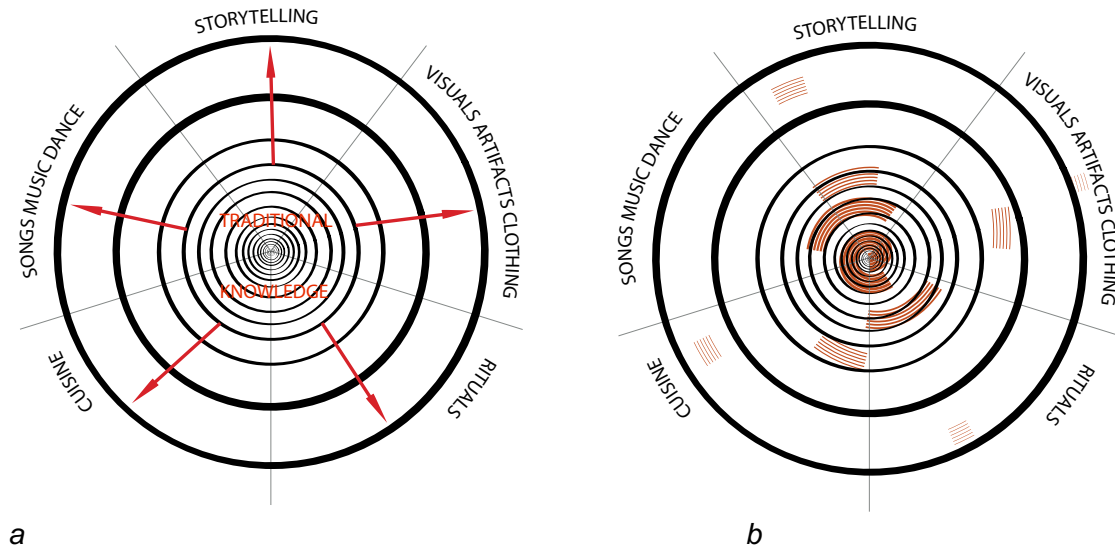 STORYTELLING
VISUALS ARTIFACTS CLOTHING
SONGS MUSIC DANCE
TRADITIONAL
KNOWLEDGE
CUISINE
RITUALS
a
STORYTELLING
VISUALS ARTIFACTS CLOTHING
SONGS MUSIC DANCE
CUISINE
RITUALS
b